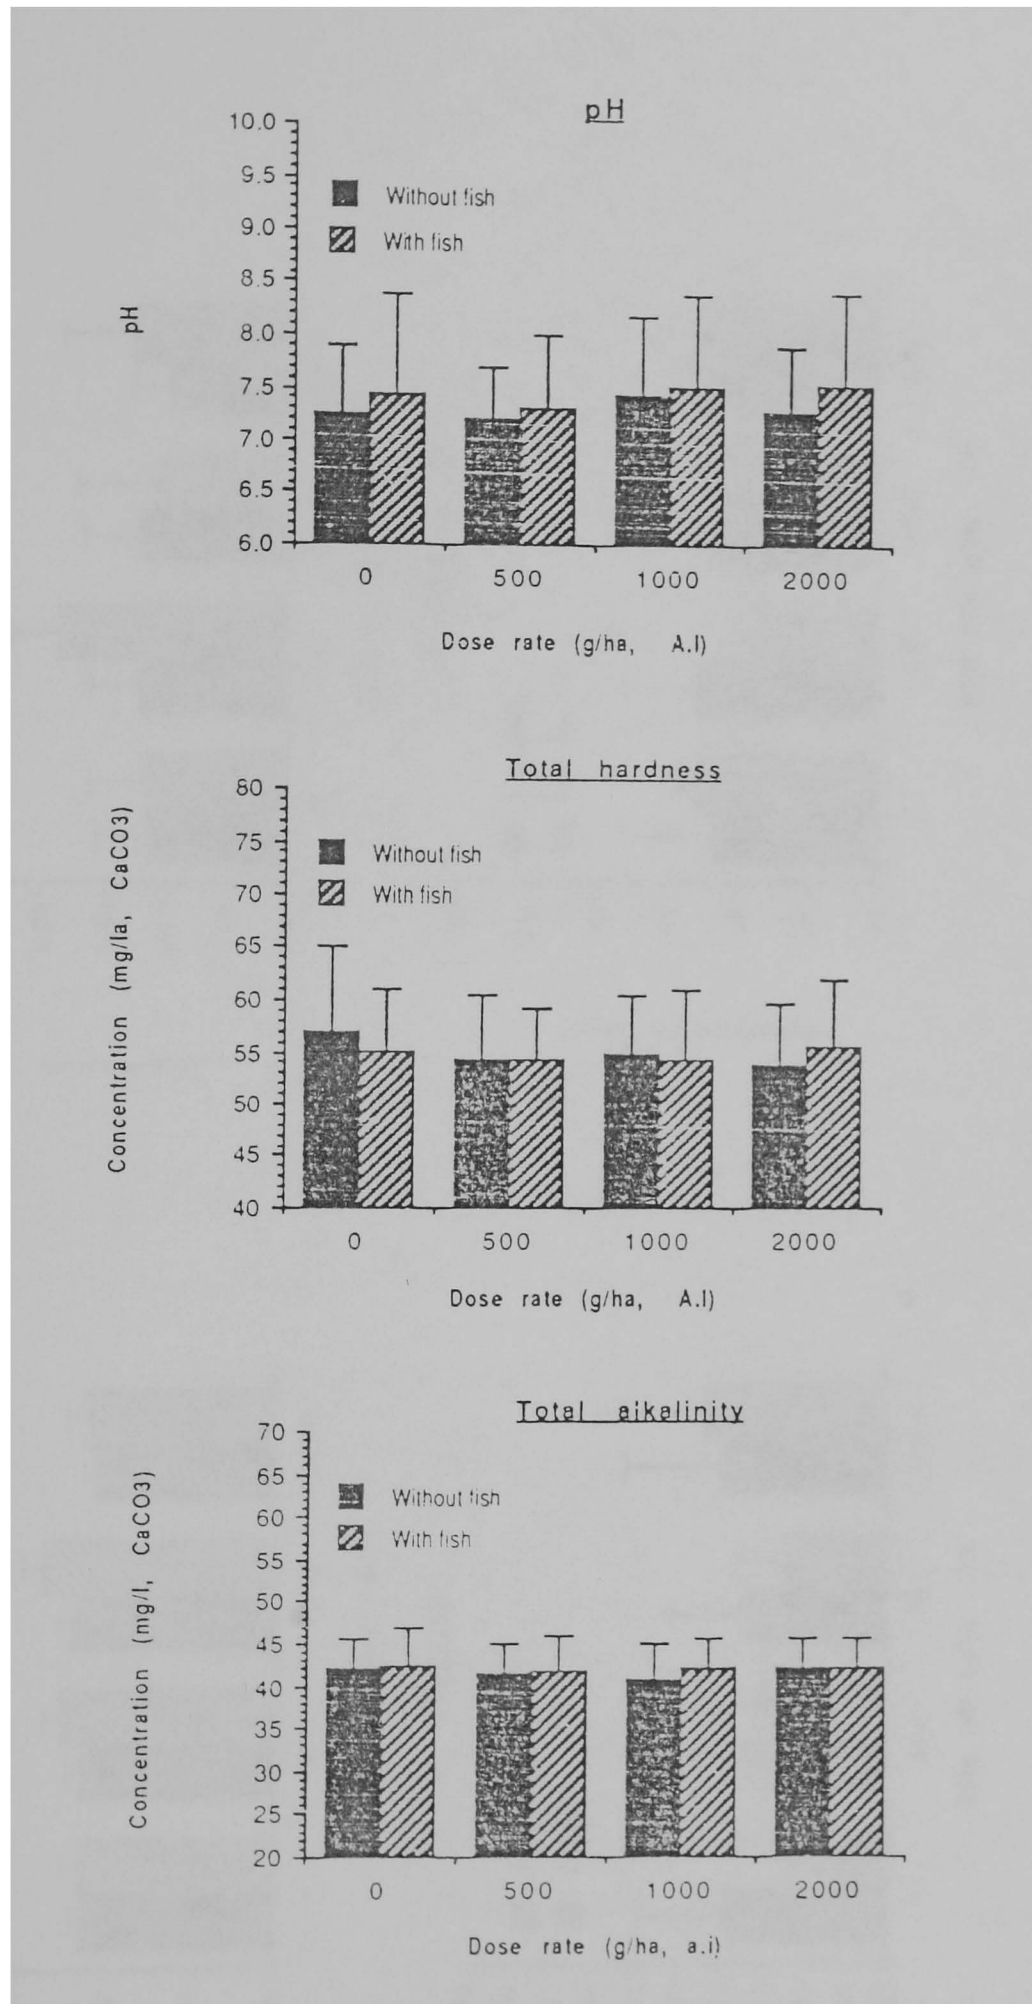 pH
10.0
9.5
9.0
8.5
8.0
7.5
7.0
6.5
6.0
pH
Without fish
With fish
0 500 1000 2000
Dose rate (g/ha, A.I)
Total hardness
80
75
70
65
60
55
50
45
40
Concentration (mg/la, CaCO3)
Without fish
With fish
0 500 1000 2000
Dose rate (g/ha, A.I)
Total aikalinity
70
65
60
55
50
45
40
35
30
25
20
Concentration (mg/l, CaCO3)
Without fish
With fish
0 500 1000 2000
Dose rate (g/ha, a.i)